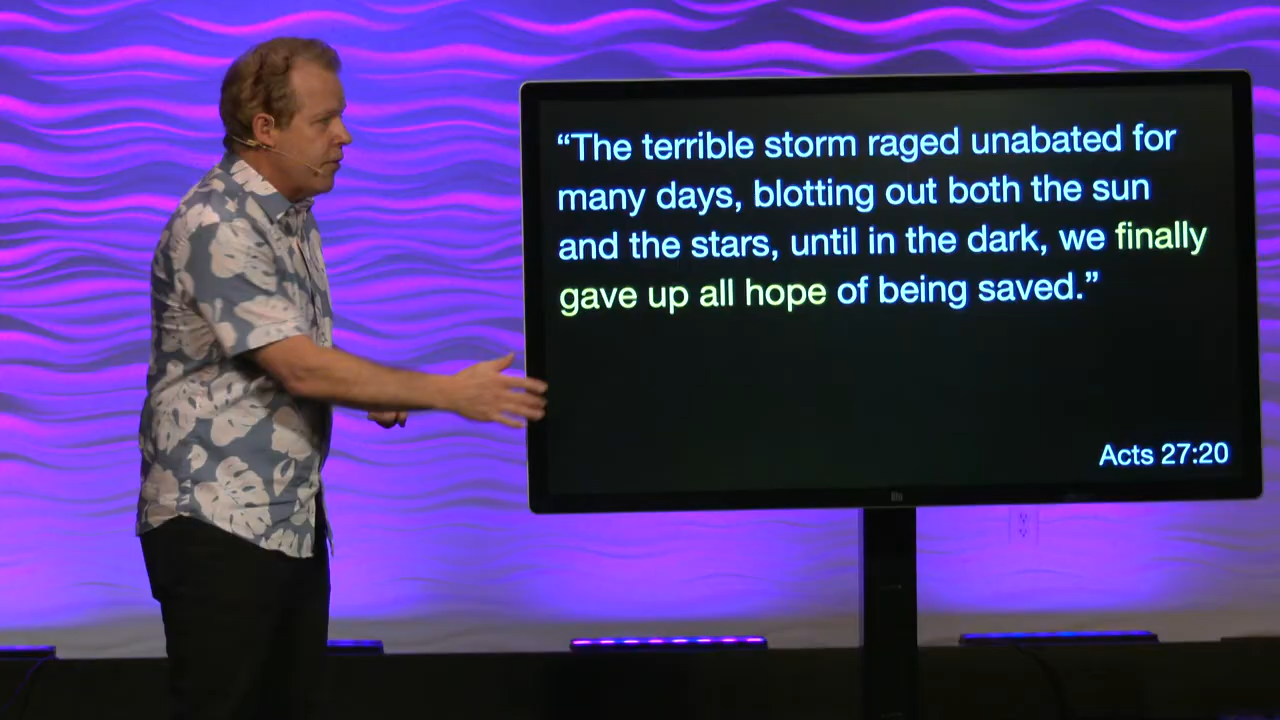 “The terrible storm raged unabated for
many days, blotting out both the sun
and the stars, until in the dark, we finally
gave up all hope of being saved.”
Acts 27:20